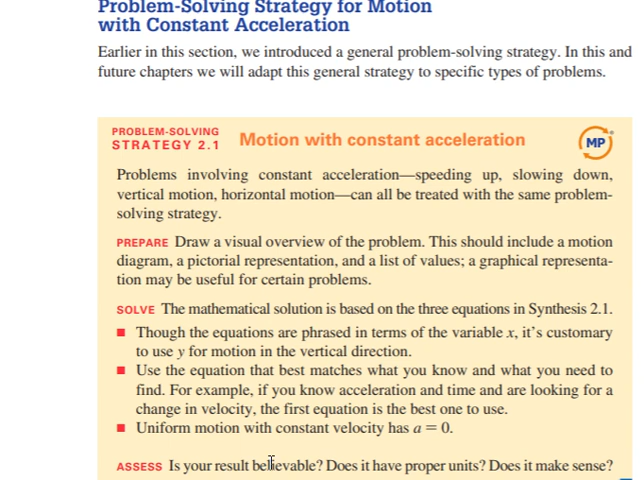 Problem-Solving Strategy for Motion
with Constant Acceleration
Earlier in this section, we introduced a general problem-solving strategy. In this and
future chapters we will adapt this general strategy to specific types of problems.
PROBLEM-SOLVING
STRATEGY 2.1 Motion with constant acceleration MP
Problems involving constant acceleration—speeding up, slowing down,
vertical motion, horizontal motion—can all be treated with the same problem-
solving strategy.
PREPARE Draw a visual overview of the problem. This should include a motion
diagram, a pictorial representation, and a list of values; a graphical representa-
tion may be useful for certain problems.
SOLVE The mathematical solution is based on the three equations in Synthesis 2.1.
■ Though the equations are phrased in terms of the variable x, it's customary
to use y for motion in the vertical direction.
■ Use the equation that best matches what you know and what you need to
find. For example, if you know acceleration and time and are looking for a
change in velocity, the first equation is the best one to use.
■ Uniform motion with constant velocity has a = 0.
ASSESS Is your result believable? Does it have proper units? Does it make sense?